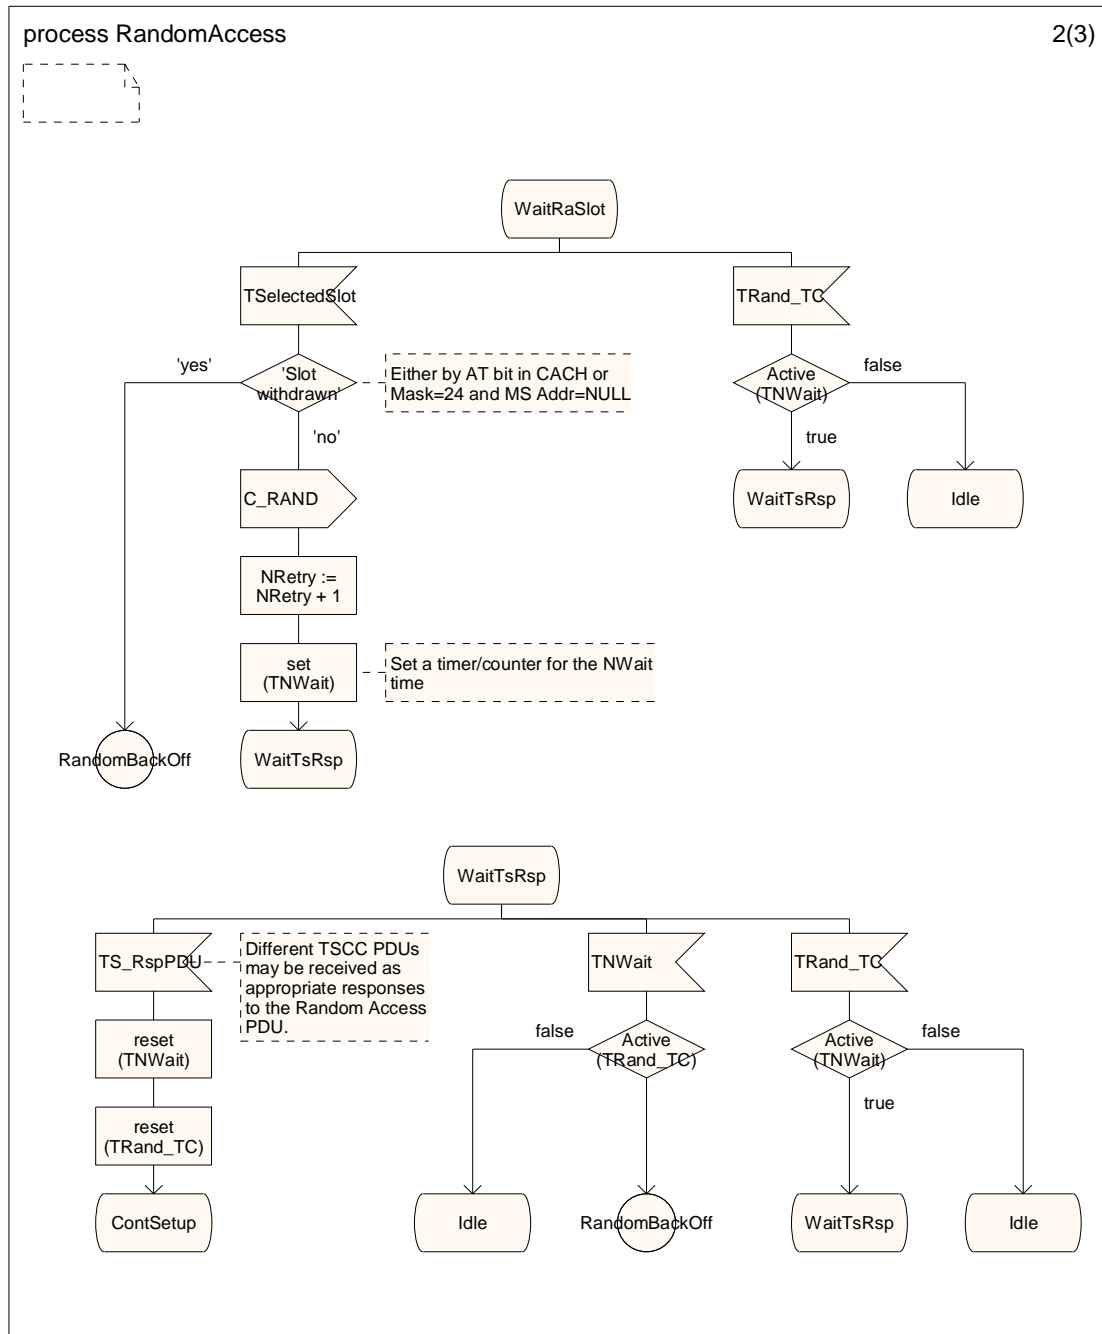 process RandomAccess
2(3)
WaitRaSlot
TSelectedSlot
TRand_TC
'yes'
'Slot
withdrawn'
Either by AT bit in CACH or
Mask=24 and MS Addr=NULL
Active
(TNWait)
false
'no'
true
C_RAND
WaitTsRsp
Idle
NRetry :=
NRetry + 1
set
(TNWait)
Set a timer/counter for the NWait
time
RandomBackOff
WaitTsRsp
WaitTsRsp
TS_RspPDU
Different TSCC PDUs
may be received as
appropriate responses
to the Random Access
PDU.
TNWait
TRand_TC
reset
(TNWait)
false
Active
(TRand_TC)
Active
(TNWait)
false
true
reset
(TRand_TC)
ContSetup
Idle
RandomBackOff
WaitTsRsp
Idle